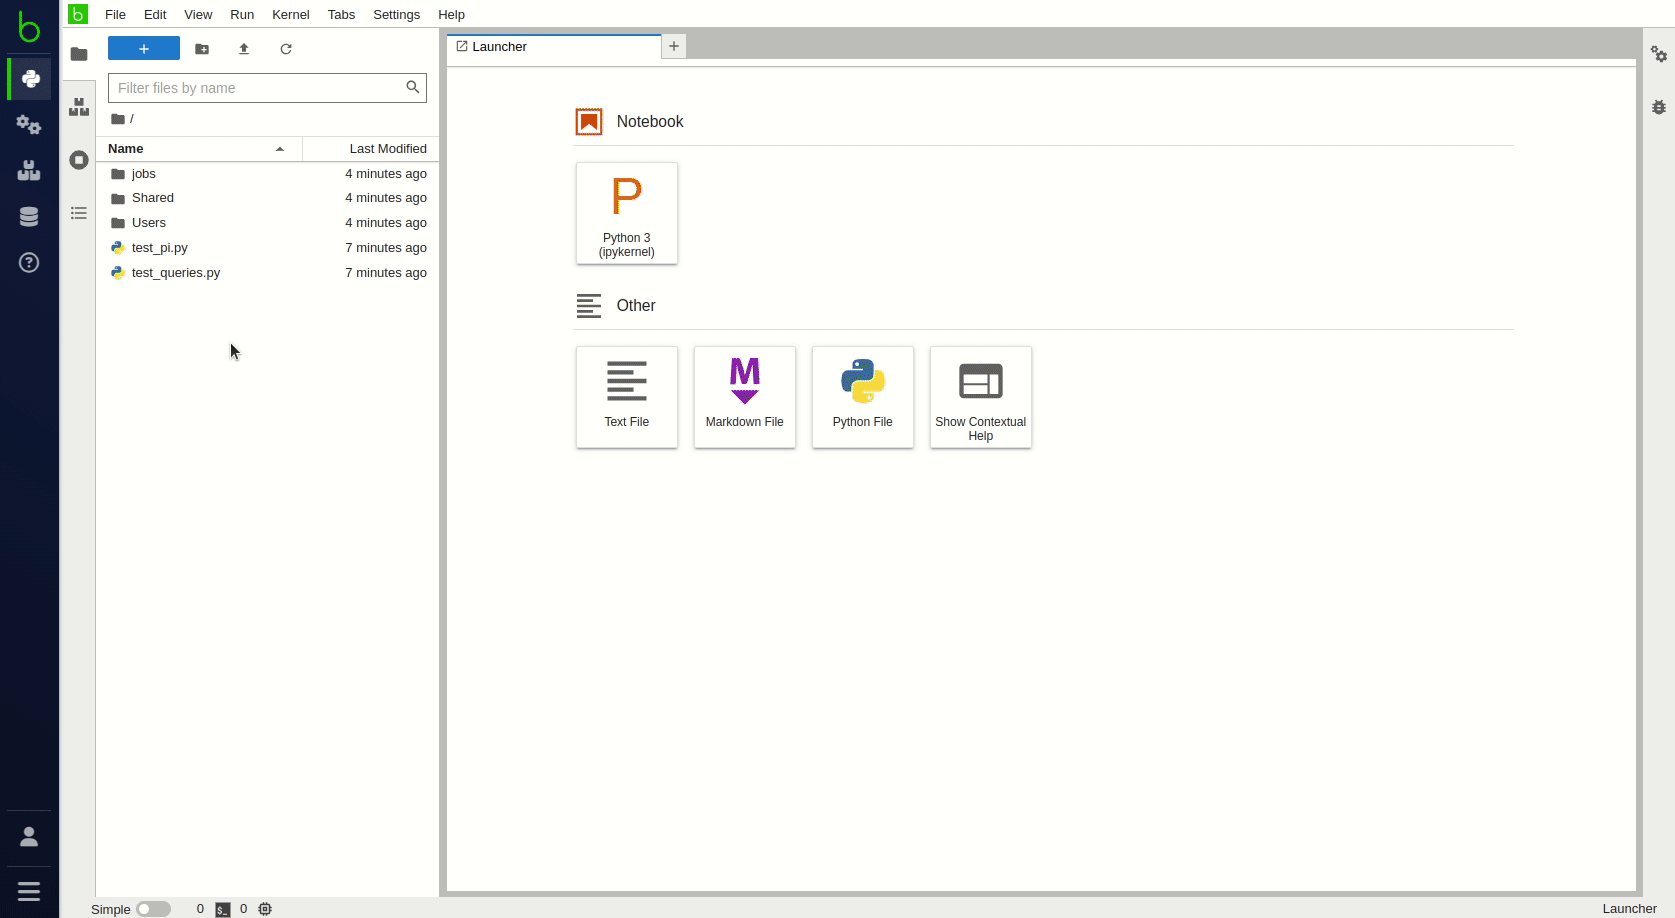 File Edit View Run Kernel Tabs Settings Help
Launcher
Filter files by name
/
Name Last Modified
jobs 4 minutes ago
Shared 4 minutes ago
Users 4 minutes ago
test_pi.py 7 minutes ago
test_queries.py 7 minutes ago
Notebook
P
Python 3
(ipykernel)
Other
Text File
M
Markdown File
Python File
Show Contextual
Help
Simple 0 $_ 0 Launcher